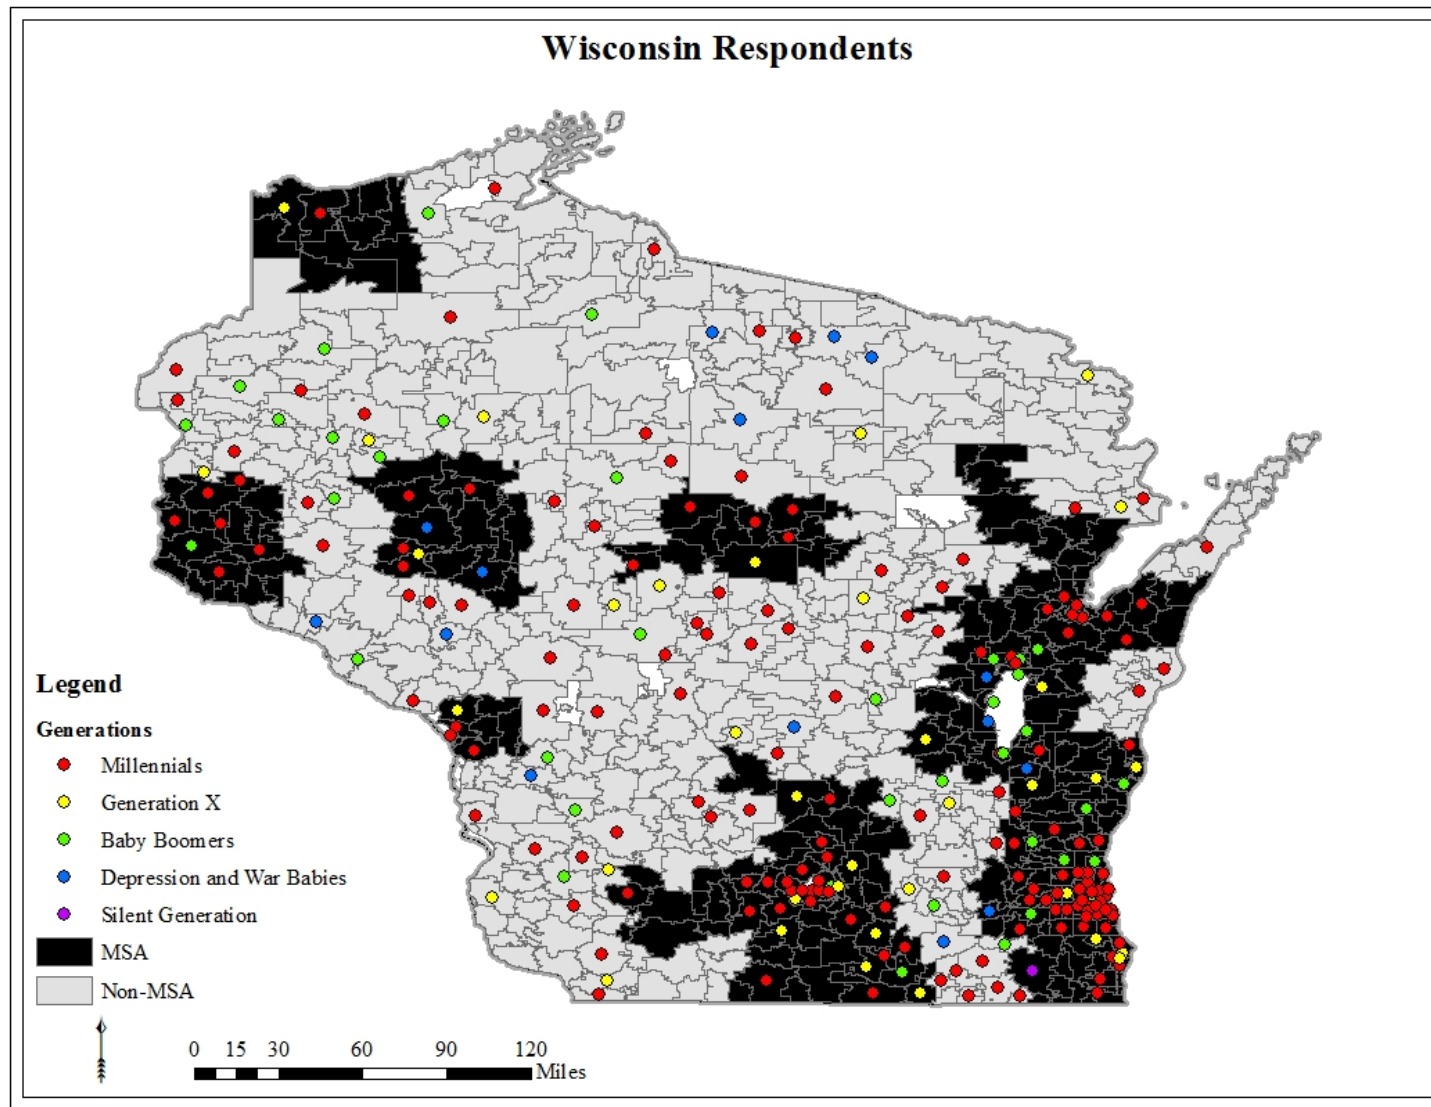 Wisconsin Respondents
Legend
Generations
Millennials
Generation X
Baby Boomers
Depression and War Babies
Silent Generation
MSA
Non-MSA
0 15 30 60 90 120
Miles